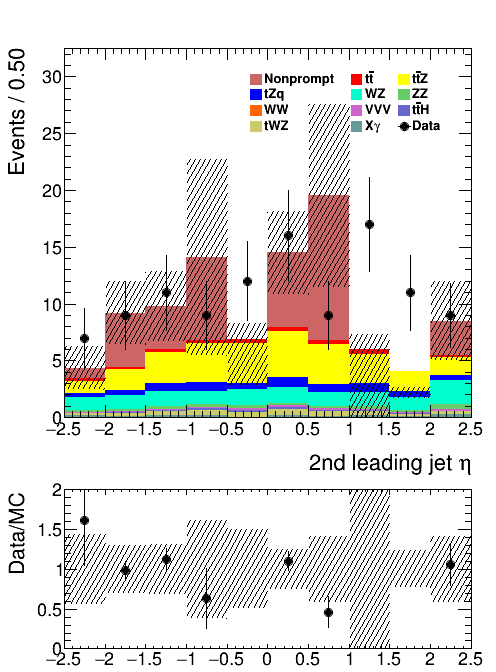 Events / 0.50
30
25
20
15
10
5
0
Nonprompt tt̄ tt̄Z
tZq WZ ZZ
WW VVV tt̄H
tWZ Xγ Data
−2.5 −2 −1.5 −1 −0.5 0 0.5 1 1.5 2 2.5
2nd leading jet η
Data/MC
2
1.5
1
0.5
0
−2.5 −2 −1.5 −1 −0.5 0 0.5 1 1.5 2 2.5